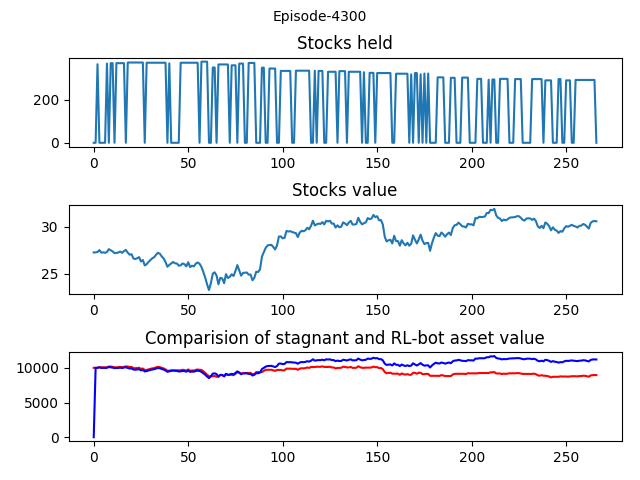 Episode-4300
Stocks held
200
0
0 50 100 150 200 250
Stocks value
30
25
0 50 100 150 200 250
Comparision of stagnant and RL-bot asset value
10000
5000
0
0 50 100 150 200 250